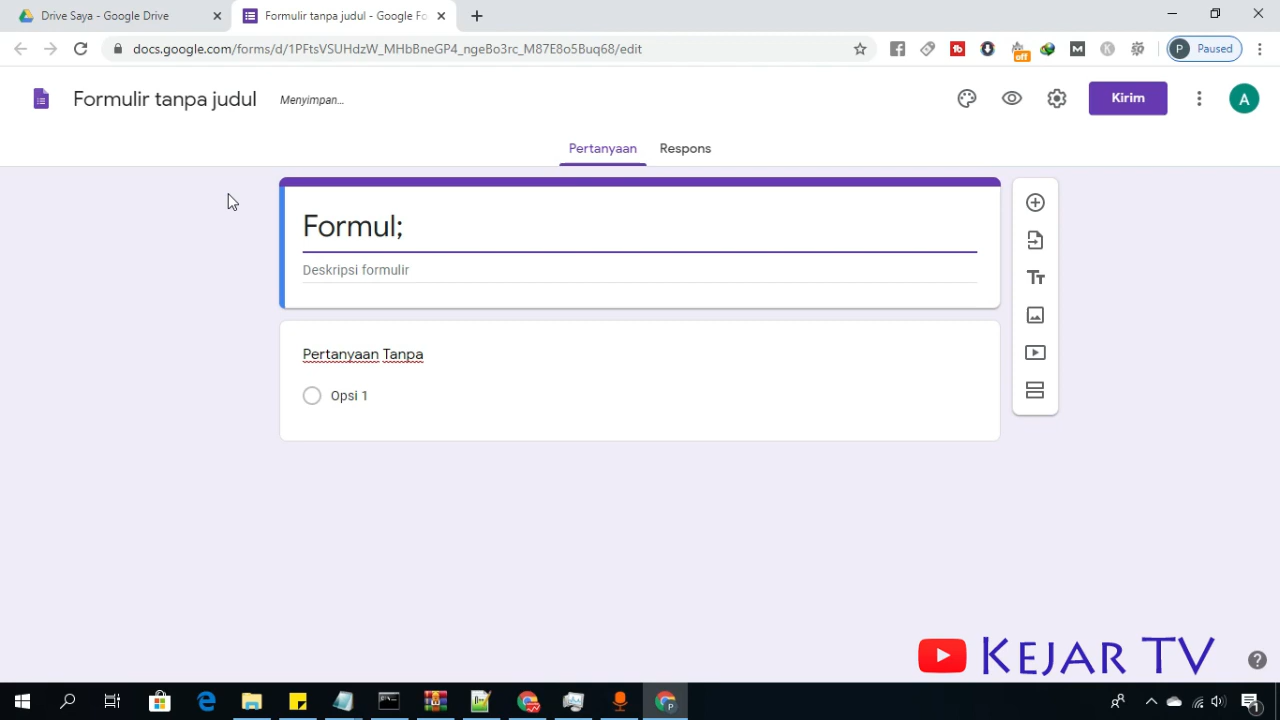 Drive Saya - Google Drive
Formulir tanpa judul - Google Fo
docs.google.com/forms/d/1PFtsVSUHdzW_MHbBneGP4_ngeBo3rc_M87E8o5Buq68/edit
off
P Paused
Formulir tanpa judul
Menyimpan...
Kirim
A
Pertanyaan
Respons
Formul;
Deskripsi formulir
Pertanyaan Tanpa
Opsi 1
KEJAR TV